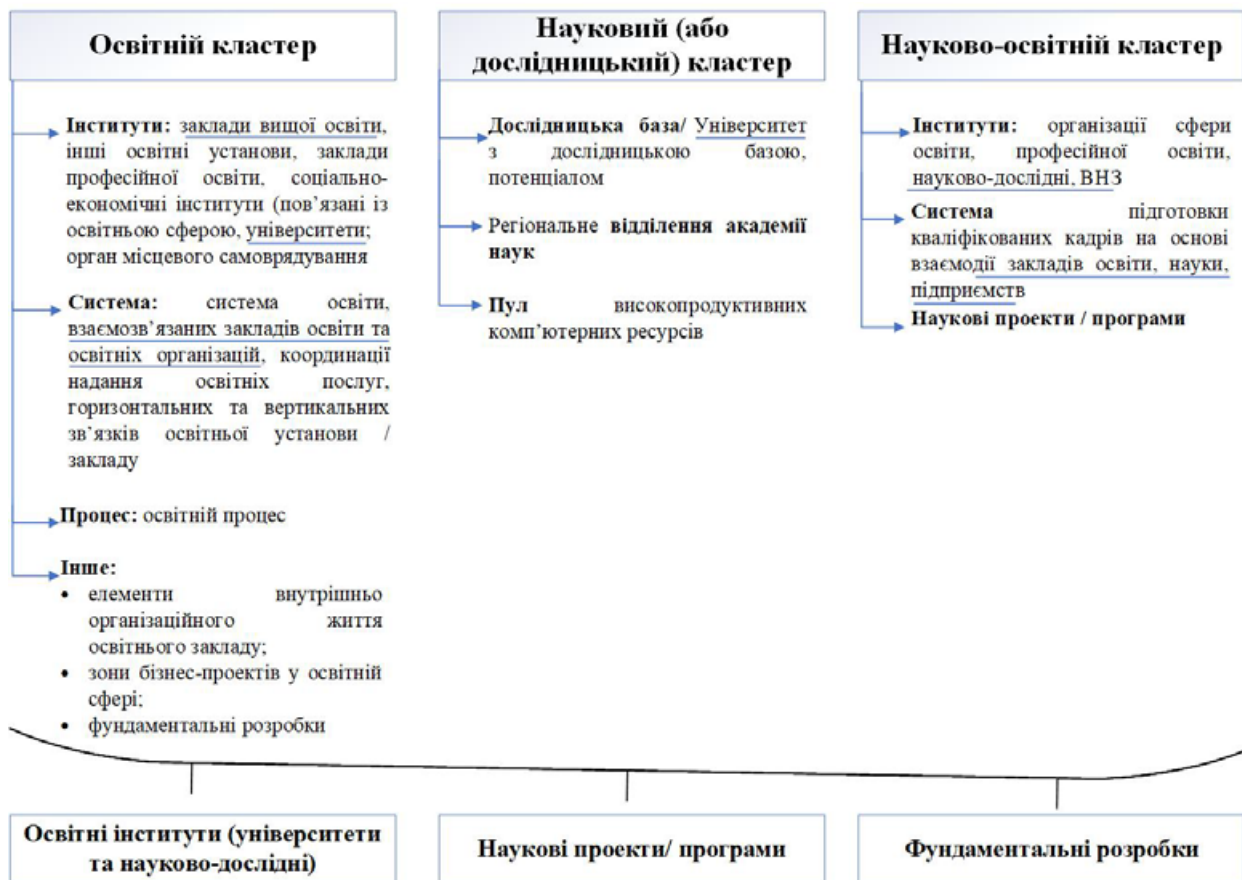 Освітній кластер
Інститути: заклади вищої освіти,
інші освітні установи, заклади
професійної освіти, соціально-
економічні інститути (пов’язані із
освітньою сферою, університети;
орган місцевого самоврядування
Система: система освіти,
взаємозв’язаних закладів освіти та
освітніх організацій, координації
надання освітніх послуг,
горизонтальних та вертикальних
зв’язків освітньої установи /
закладу
Процес: освітній процес
Інше:
• елементи внутрішньо
організаційного життя
освітнього закладу;
• зони бізнес-проектів у освітній
сфері;
• фундаментальні розробки
Науковий (або
дослідницький) кластер
Дослідницька база/ Університет
з дослідницькою базою,
потенціалом
Регіональне відділення академії
наук
Пул високопродуктивних
комп’ютерних ресурсів
Науково-освітній кластер
Інститути: організації сфери
освіти, професійної освіти,
науково-дослідні, ВНЗ
Система підготовки
кваліфікованих кадрів на основі
взаємодії закладів освіти, науки,
підприємств
Наукові проекти / програми
Освітні інститути (університети
та науково-дослідні)
Наукові проекти/ програми
Фундаментальні розробки